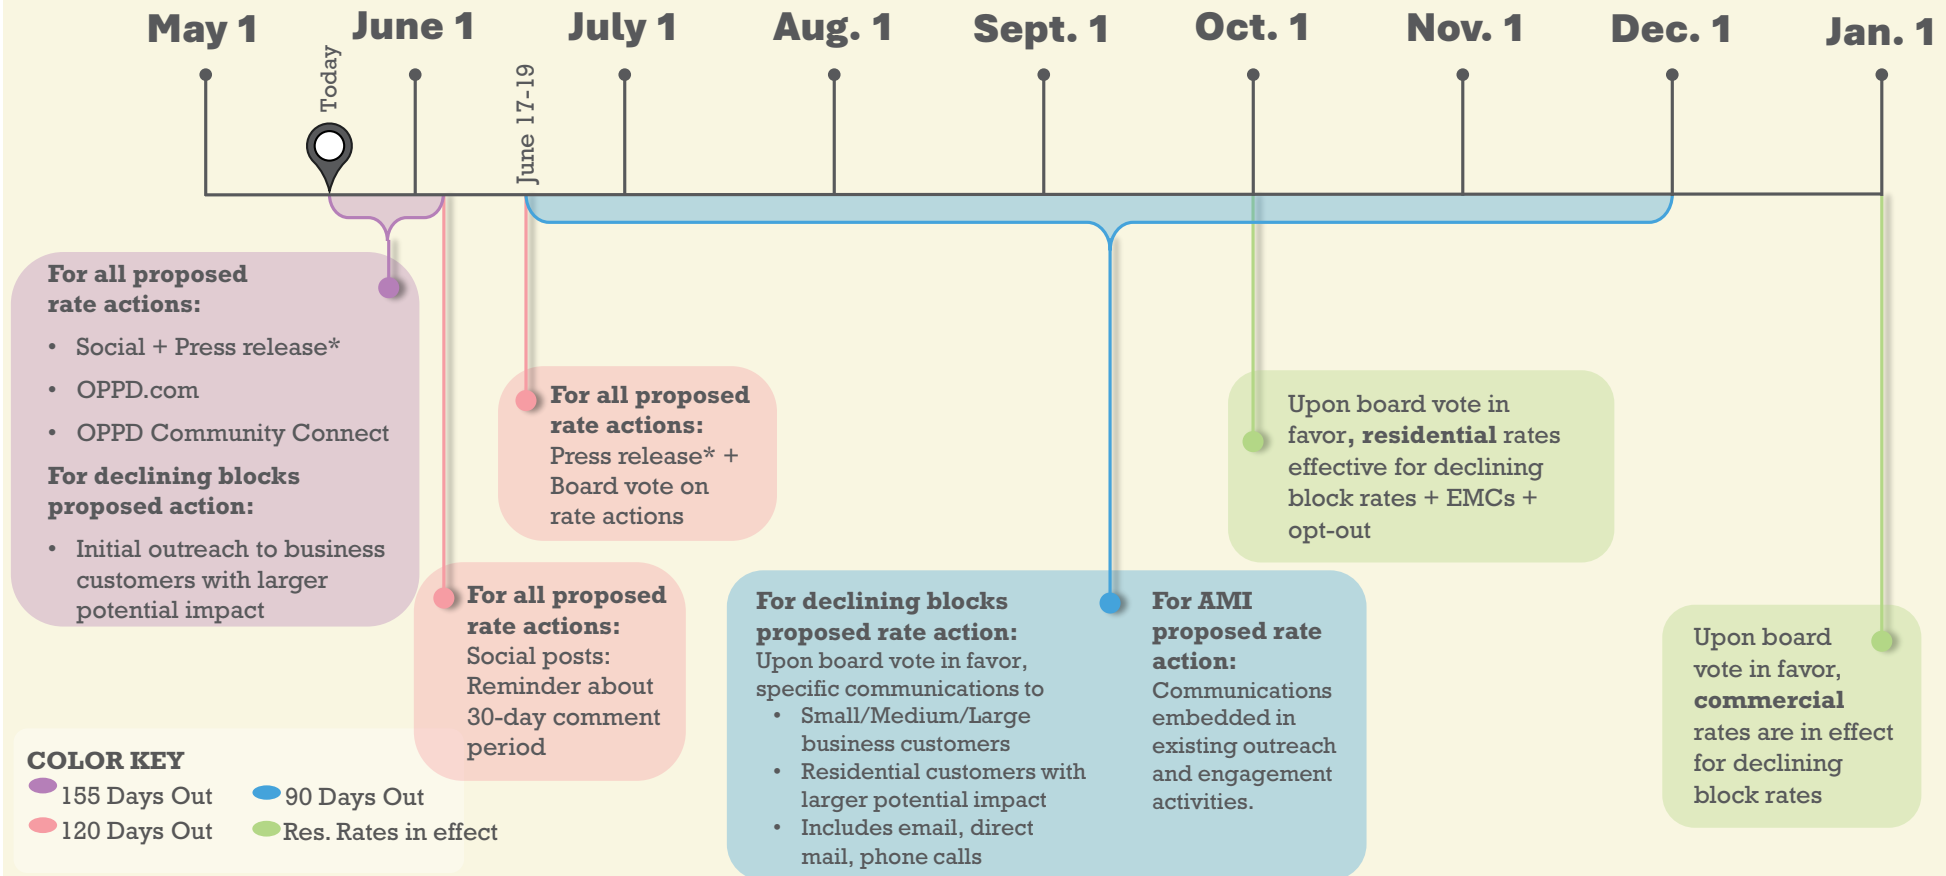 May 1
June 1
July 1
Aug. 1
Sept. 1
Oct. 1
Nov. 1
Dec. 1
Jan. 1
Today
June 17-19
For all proposed
rate actions:
• Social + Press release*
• OPPD.com
• OPPD Community Connect
For declining blocks
proposed action:
• Initial outreach to business
customers with larger
potential impact
For all proposed
rate actions:
Press release* +
Board vote on
rate actions
For all proposed
rate actions:
Social posts:
Reminder about
30-day comment
period
For declining blocks
proposed rate action:
Upon board vote in favor,
specific communications to
• Small/Medium/Large
business customers
• Residential customers with
larger potential impact
• Includes email, direct
mail, phone calls
For AMI
proposed rate
action:
Communications
embedded in
existing outreach
and engagement
activities.
Upon board vote in
favor, residential rates
effective for declining
block rates + EMCs +
opt-out
Upon board
vote in favor,
commercial
rates are in effect
for declining
block rates
COLOR KEY
155 Days Out
90 Days Out
120 Days Out
Res. Rates in effect